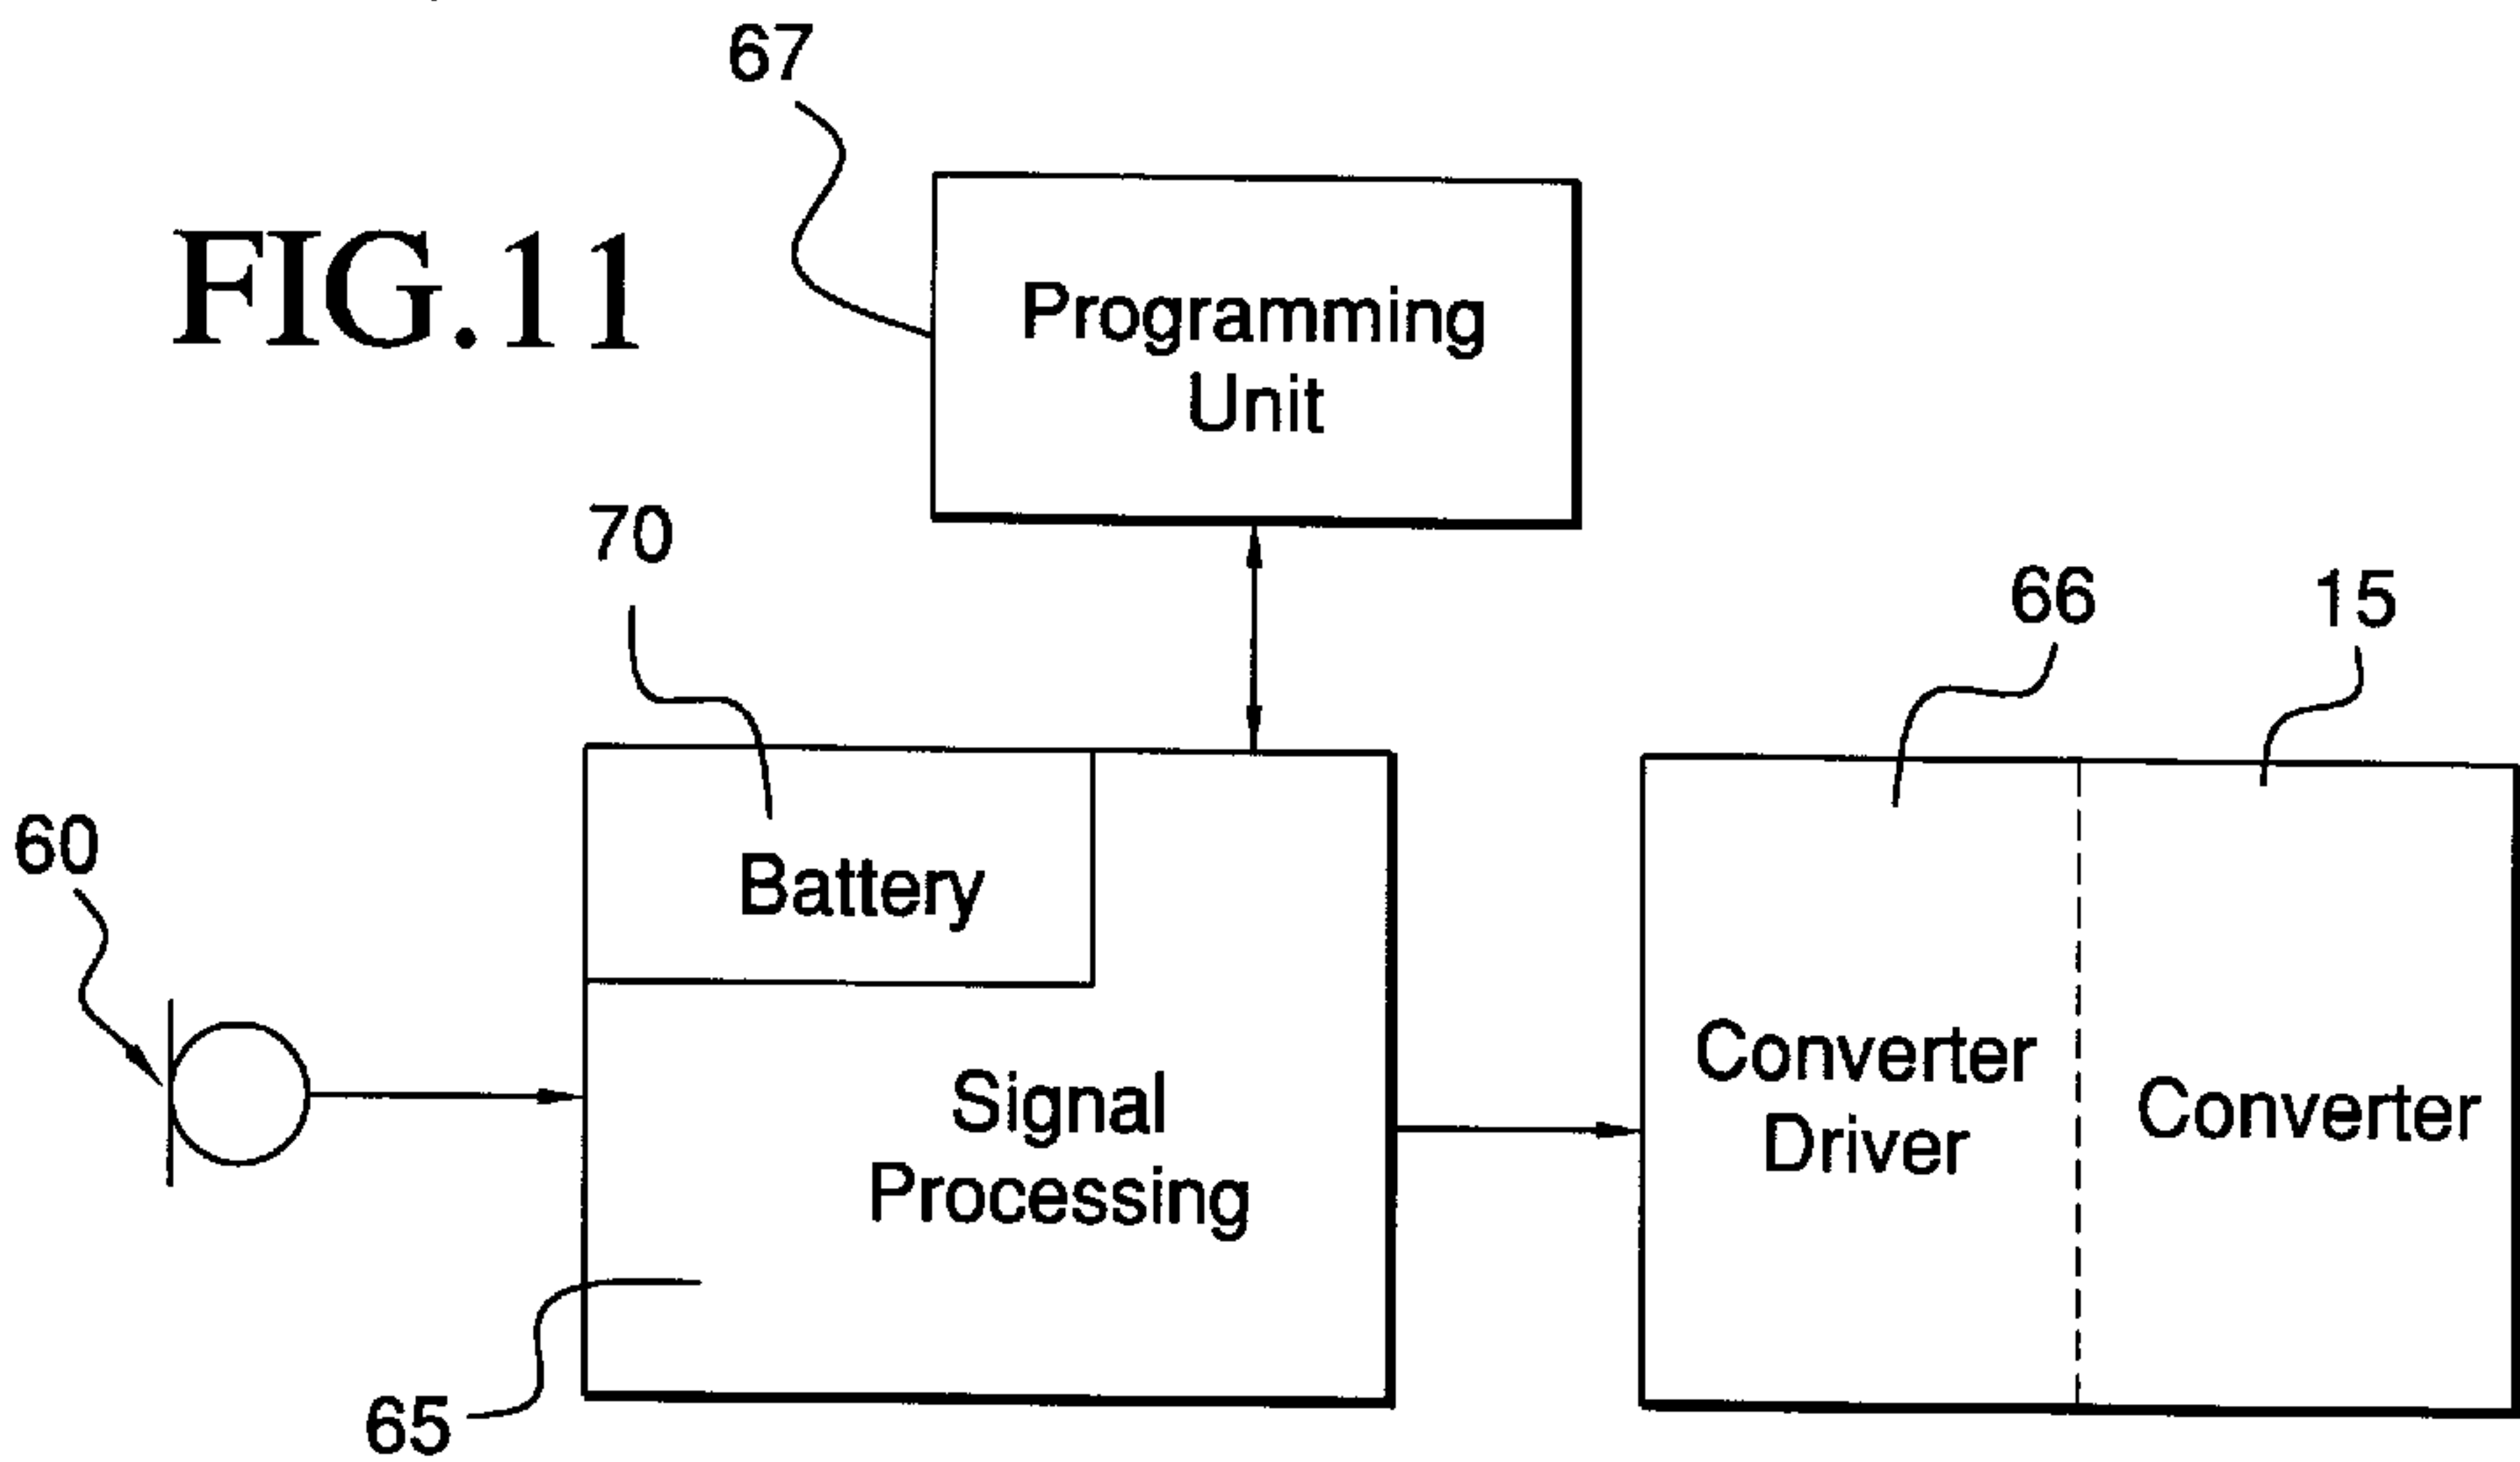 67
FIG.11
Programming
Unit
70
66
15
60
Battery
Converter
Driver
Converter
Signal
Processing
65